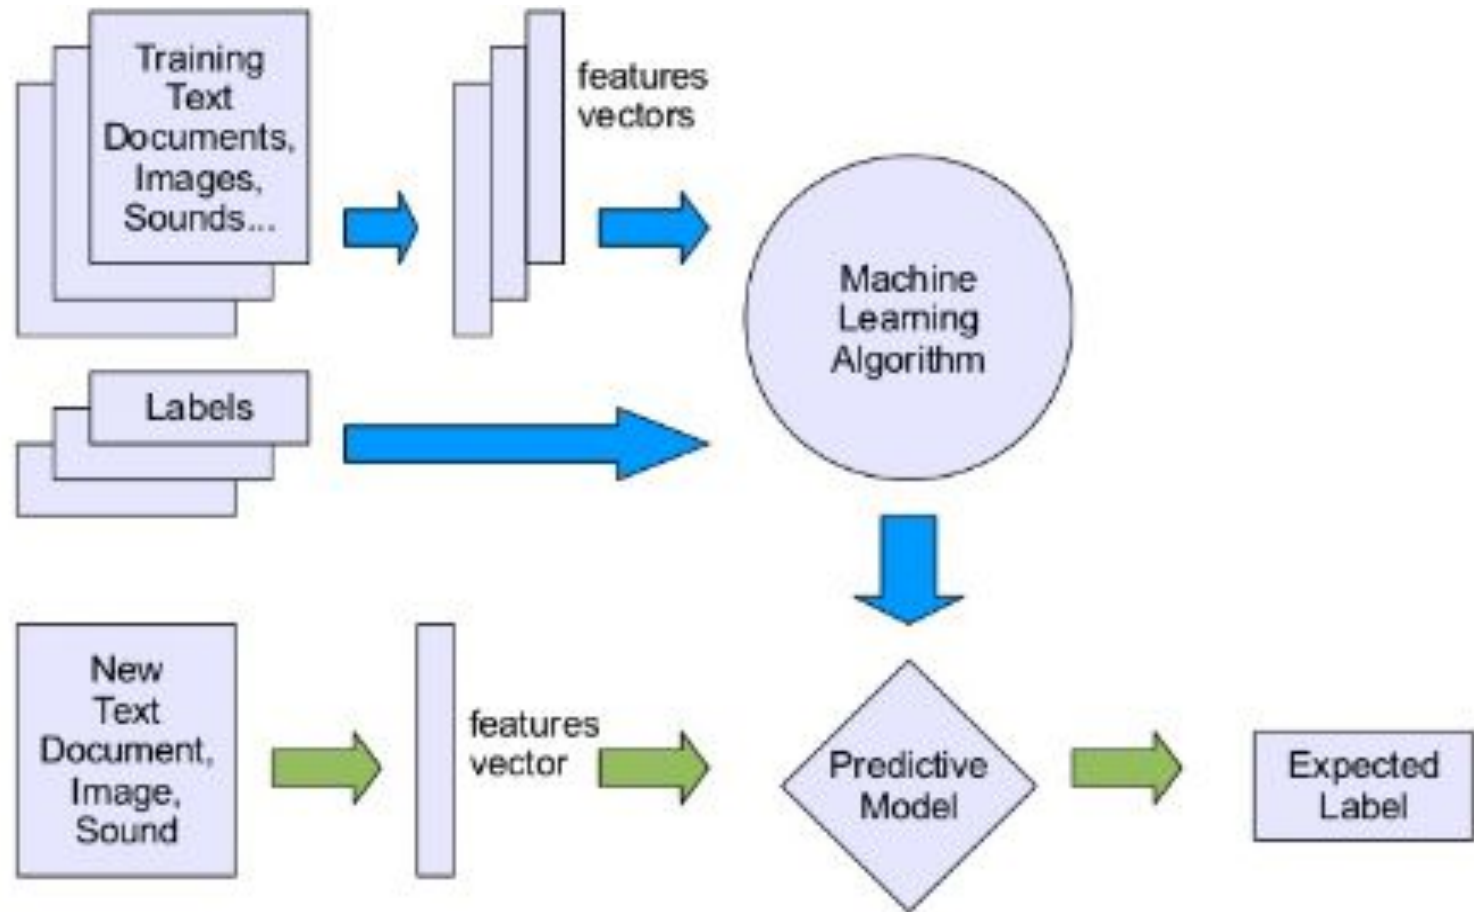 Training
Text
Documents,
Images,
Sounds...
features
vectors
Machine
Learning
Algorithm
Labels
New
Text
Document,
Image,
Sound
features
vector
Predictive
Model
Expected
Label